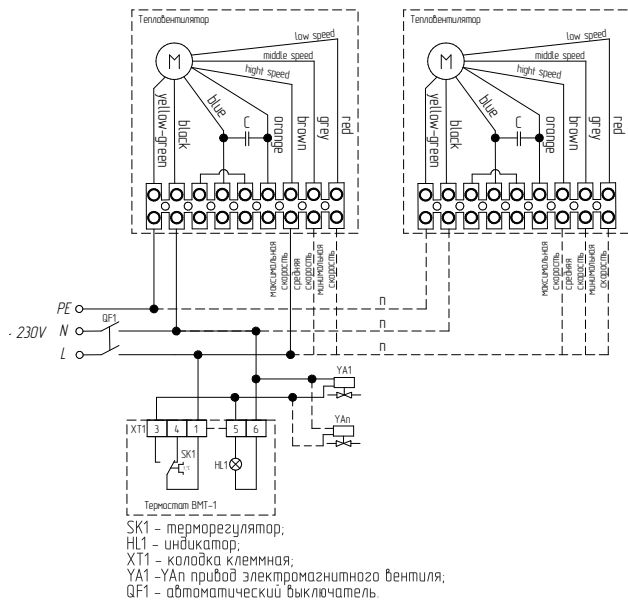 Тепловентилятор
Тепловентилятор
low speed
middle speed
hight speed
M
yellow-green
black
blue
C
orange
brown
grey
red
low speed
middle speed
hight speed
M
yellow-green
black
blue
C
orange
brown
grey
red
максимальная скорость
средняя скорость
минимальная скорость
максимальная скорость
средняя скорость
минимальная скорость
PE
n
~ 230V
N
QF1
n
L
n
YA1
YAn
XT1
3
4
1
5
6
SK1
t°C
HL1
Термостат ВМТ-1
SK1 – терморегулятор;
HL1 – индикатор;
XT1 – колодка клеммная;
YA1 –YAn привод электромагнитного вентиля;
QF1 – автоматический выключатель.